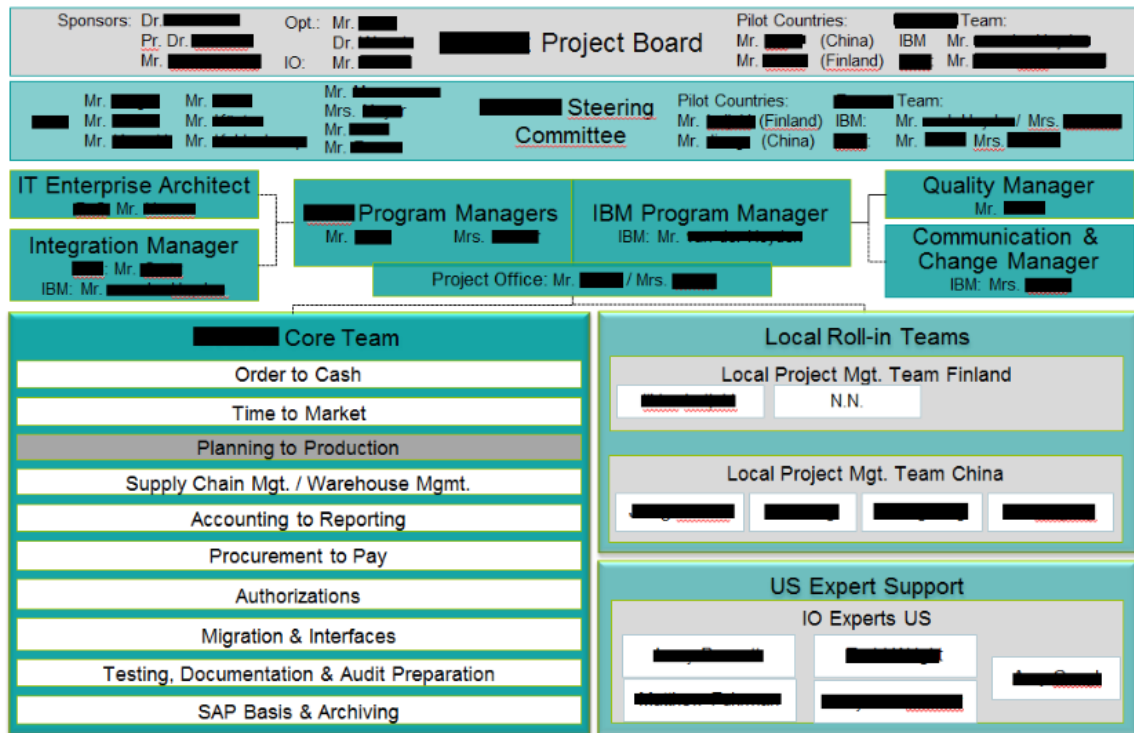 Sponsors: Dr.
Pr. Dr.
Mr.
Opt.: Mr.
Dr.
IO: Mr.
Project Board
Pilot Countries:
Mr. (China)
Mr. (Finland)
Team:
IBM Mr.
: Mr.
Mr. Mr.
Mr. Mr.
Mr. Mr.
Mr.
Mrs.
Mr.
Mr.
Steering
Committee
Pilot Countries:
Mr. (Finland)
Mr. (China)
Team:
IBM: Mr. / Mrs.
: Mr. Mrs.
IT Enterprise Architect
Mr.
Integration Manager
: Mr.
IBM: Mr.
Program Managers
Mr. Mrs.
IBM Program Manager
IBM: Mr.
Project Office: Mr. / Mrs.
Quality Manager
Mr.
Communication &
Change Manager
IBM: Mrs.
Core Team
Order to Cash
Time to Market
Planning to Production
Supply Chain Mgt. / Warehouse Mgmt.
Accounting to Reporting
Procurement to Pay
Authorizations
Migration & Interfaces
Testing, Documentation & Audit Preparation
SAP Basis & Archiving
Local Roll-in Teams
Local Project Mgt. Team Finland
N.N.
Local Project Mgt. Team China
US Expert Support
IO Experts US